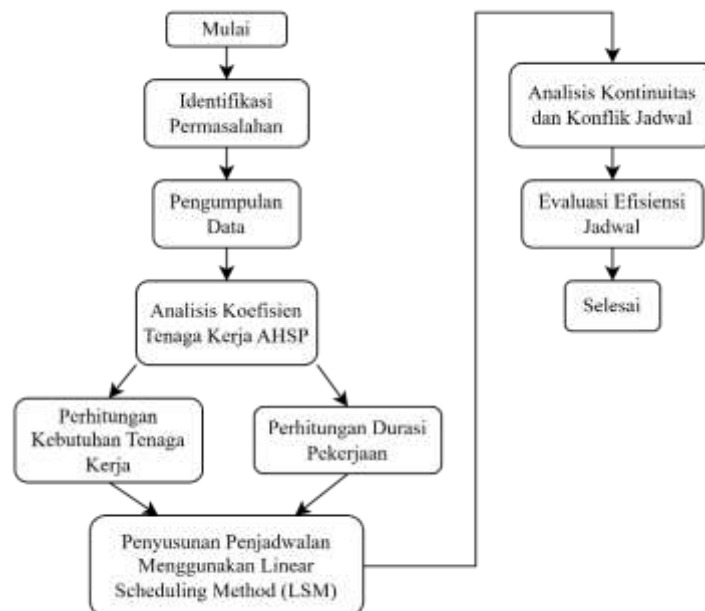 Mulai
Identifikasi
Permasalahan
Pengumpulan
Data
Analisis Koefisien
Tenaga Kerja AHSP
Perhitungan
Kebutuhan Tenaga
Kerja
Perhitungan Durasi
Pekerjaan
Penyusunan Penjadwalan
Menggunakan Linear
Scheduling Method (LSM)
Analisis Kontinuitas
dan Konflik Jadwal
Evaluasi Efisiensi
Jadwal
Selesai